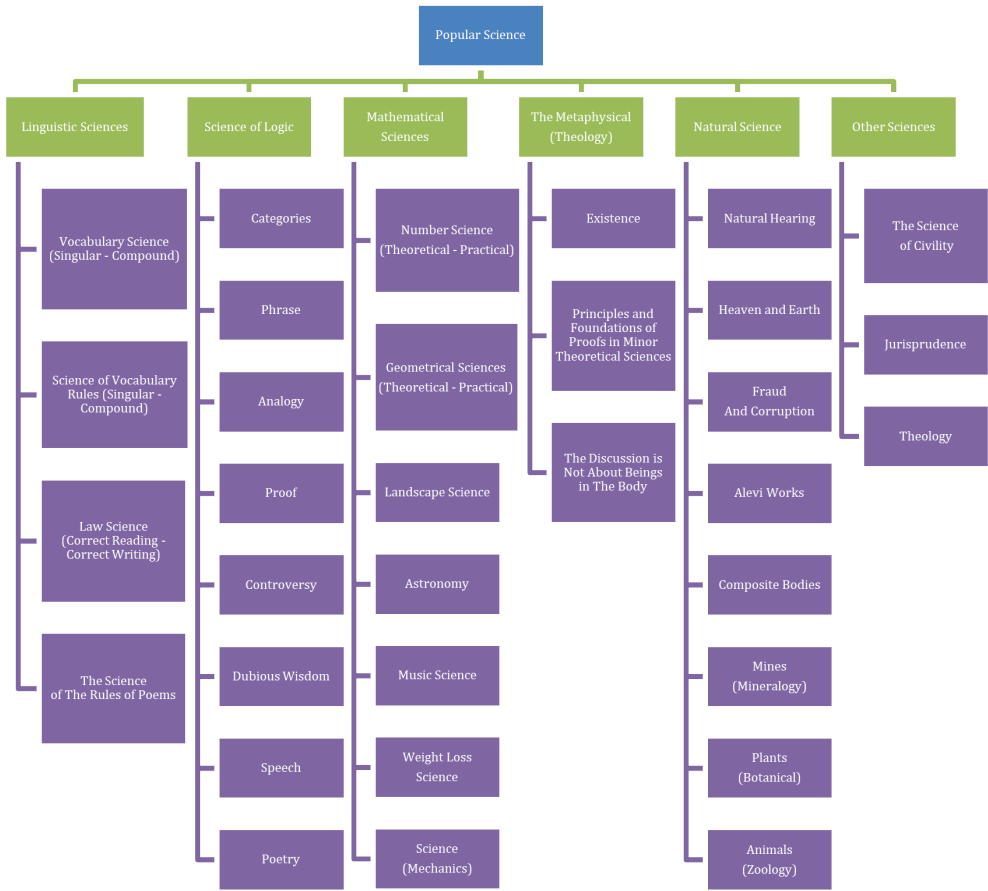 Popular Science
Linguistic Sciences
Vocabulary Science
(Singular - Compound)
Science of Vocabulary
Rules (Singular -
Compound)
Law Science
(Correct Reading -
Correct Writing)
The Science
of The Rules of Poems
Science of Logic
Categories
Phrase
Analogy
Proof
Controversy
Dubious Wisdom
Speech
Poetry
Mathematical
Sciences
Number Science
(Theoretical - Practical)
Geometrical Sciences
(Theoretical - Practical)
Landscape Science
Astronomy
Music Science
Weight Loss
Science
Science
(Mechanics)
The Metaphysical
(Theology)
Existence
Principles and
Foundations of
Proofs in Minor
Theoretical Sciences
The Discussion is
Not About Beings
in The Body
Natural Science
Natural Hearing
Heaven and Earth
Fraud
And Corruption
Alevi Works
Composite Bodies
Mines
(Mineralogy)
Plants
(Botanical)
Animals
(Zoology)
Other Sciences
The Science
of Civility
Jurisprudence
Theology